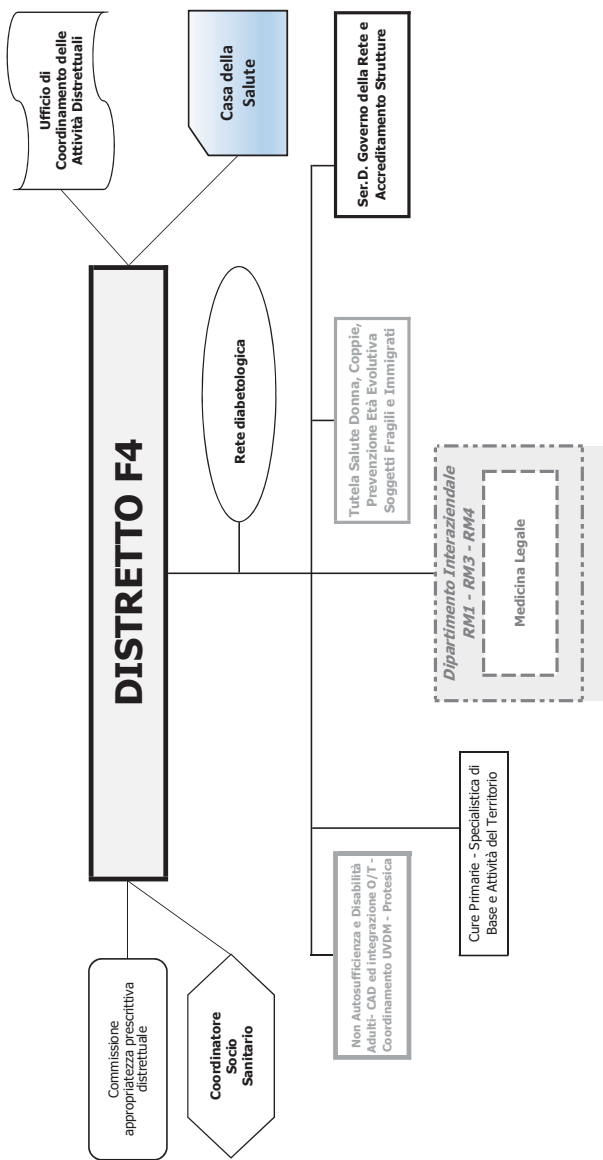 Commissione
appropriatezza prescrittiva
distrettuale
Coordinatore
Socio
Sanitario
DISTRETTO F4
Ufficio di
Coordinamento delle
Attività Distrettuali
Casa della
Salute
Rete diabetologica
Non Autosufficienza e Disabilità
Adulti- CAD ed integrazione O/T -
Coordinamento UVDM - Protesica
Cure Primarie - Specialistica di
Base e Attività del Territorio
Dipartimento Interaziendale
RM1 - RM3 - RM4
Medicina Legale
Tutela Salute Donna, Coppie,
Prevenzione Età Evolutiva
Soggetti Fragili e Immigrati
Ser.D. Governo della Rete e
Accreditamento Strutture